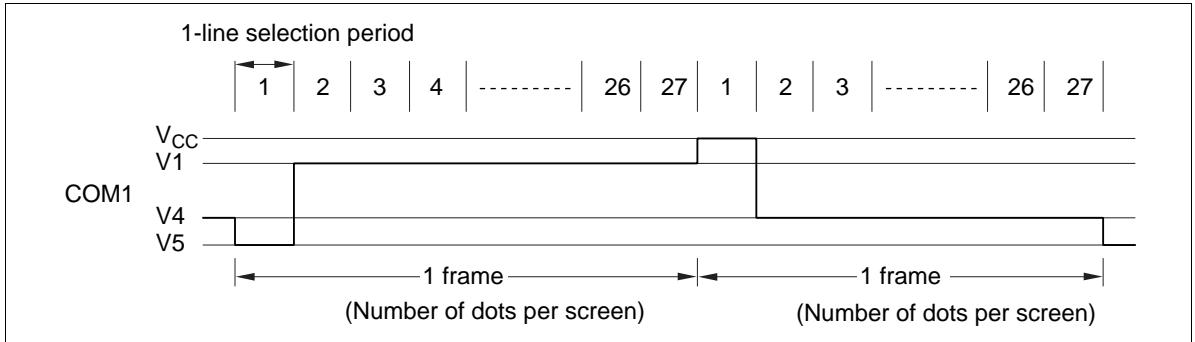 1-line selection period
1 2 3 4 --------- 26 27 1 2 3 --------- 26 27
VCC
V1
COM1
V4
V5
1 frame 1 frame
(Number of dots per screen) (Number of dots per screen)